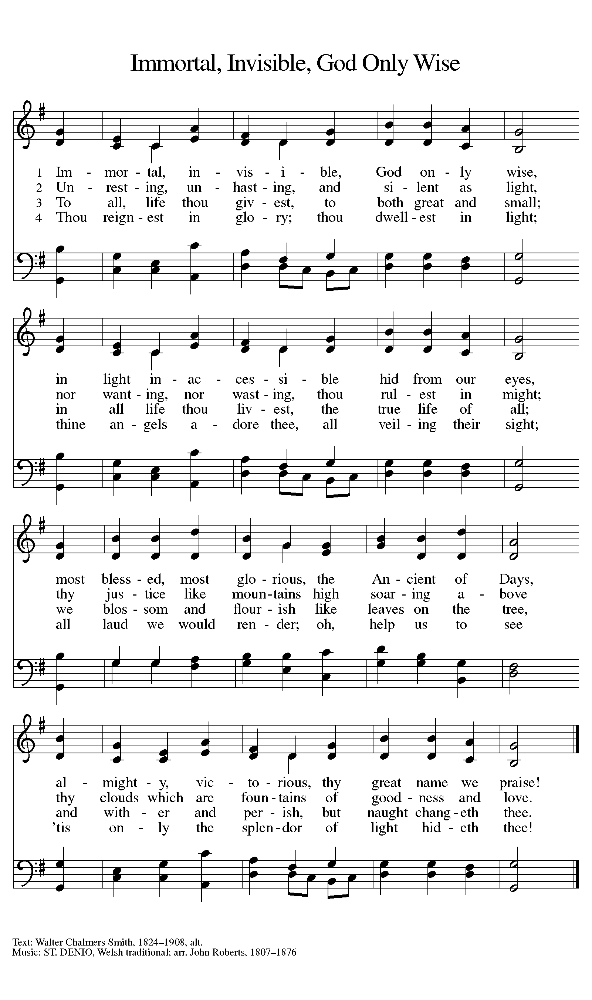 Immortal, Invisible, God Only Wise
1 Im - mor - tal, in - vis - i - ble, God on - ly wise,
2 Un - rest - ing, un - hast - ing, and si - lent as light,
3 To all, life thou giv - est, to both great and small;
4 Thou reign - est in glo - ry; thou dwell - est in light;
in light in - ac - ces - si - ble hid from our eyes,
nor want - ing, nor wast - ing, thou rul - est in might;
in all life thou liv - est, the true life of all;
thine an - gels a - dore thee, all veil - ing their sight;
most bless - ed, most glo - rious, the An - cient of Days,
thy jus - tice like moun - tains high soar - ing a - bove
we blos - som and flour - ish like leaves on the tree,
all laud we would ren - der; oh, help us to see
al - might - y, vic - to - rious, thy great name we praise!
thy clouds which are foun - tains of good - ness and love.
and with - er and per - ish, but naught chang - eth thee.
’tis on - ly the splen - dor of light hid - eth thee!
Text: Walter Chalmers Smith, 1824–1908, alt.
Music: ST. DENIO, Welsh traditional; arr. John Roberts, 1807–1876